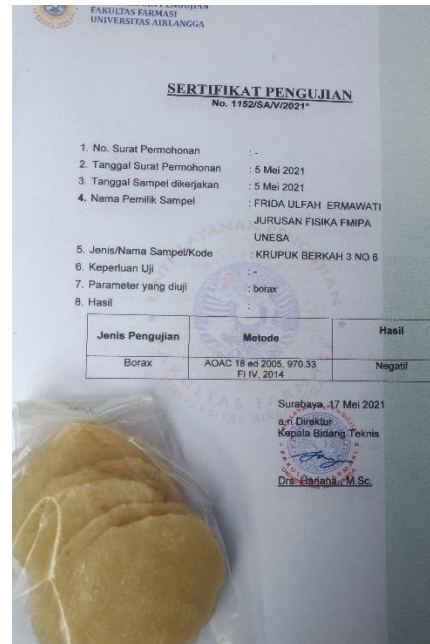 FAKULTAS FARMASI
UNIVERSITAS AIRLANGGA
SERTIFIKAT PENGUJIAN
No. 1152/SA/V/2021*
1. No. Surat Permohonan : -
2. Tanggal Surat Permohonan : 5 Mei 2021
3. Tanggal Sampel dikerjakan : 5 Mei 2021
4. Nama Pemilik Sampel : FRIDA ULFAH ERMAWATI
JURUSAN FISIKA FMIPA
UNESA
5. Jenis/Nama Sampel/Kode : KRUPUK BERKAH 3 NO 6
6. Keperluan Uji : -
7. Parameter yang diuji : borax
8. Hasil :
Jenis Pengujian Metode Hasil
Borax AOAC 18 ed 2005, 970.33 Negatif
FI IV, 2014
Surabaya, 17 Mei 2021
a.n Direktur
Kepala Bidang Teknis
M.Sc.